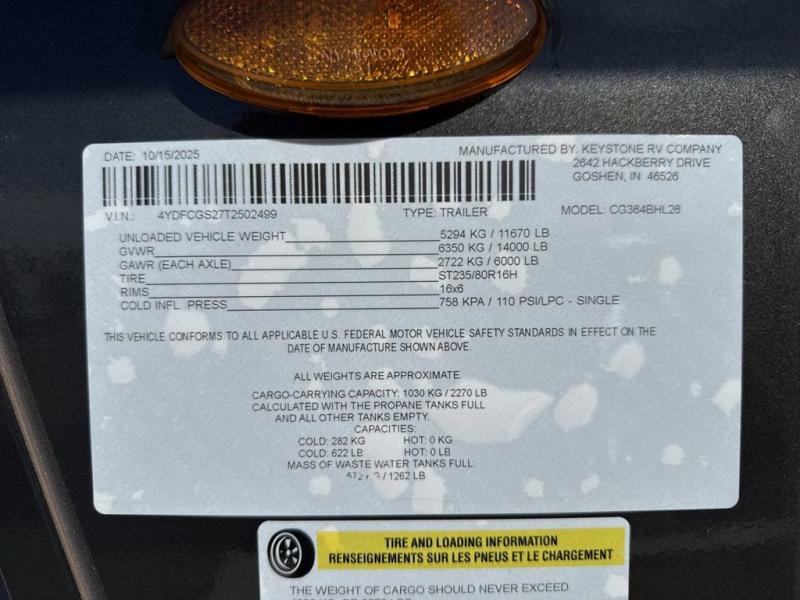 DATE: 10/15/2025
MANUFACTURED BY: KEYSTONE RV COMPANY
2642 HACKBERRY DRIVE
GOSHEN, IN 46526
V.I.N.: 4YDFCGS27T2502499 TYPE: TRAILER MODEL: CG364BHL26
UNLOADED VEHICLE WEIGHT 5294 KG / 11670 LB
GVWR 6350 KG / 14000 LB
GAWR (EACH AXLE) 2722 KG / 6000 LB
TIRE ST235/80R16H
RIMS 16x6
COLD INFL. PRESS 758 KPA / 110 PSI/LPC - SINGLE
THIS VEHICLE CONFORMS TO ALL APPLICABLE U.S. FEDERAL MOTOR VEHICLE SAFETY STANDARDS IN EFFECT ON THE
DATE OF MANUFACTURE SHOWN ABOVE.
ALL WEIGHTS ARE APPROXIMATE.
CARGO-CARRYING CAPACITY: 1030 KG / 2270 LB
CALCULATED WITH THE PROPANE TANKS FULL
AND ALL OTHER TANKS EMPTY.
CAPACITIES:
COLD: 282 KG HOT: 0 KG
COLD: 622 LB HOT: 0 LB
MASS OF WASTE WATER TANKS FULL:
/ 1262 LB
TIRE AND LOADING INFORMATION
RENSEIGNEMENTS SUR LES PNEUS ET LE CHARGEMENT
THE WEIGHT OF CARGO SHOULD NEVER EXCEED